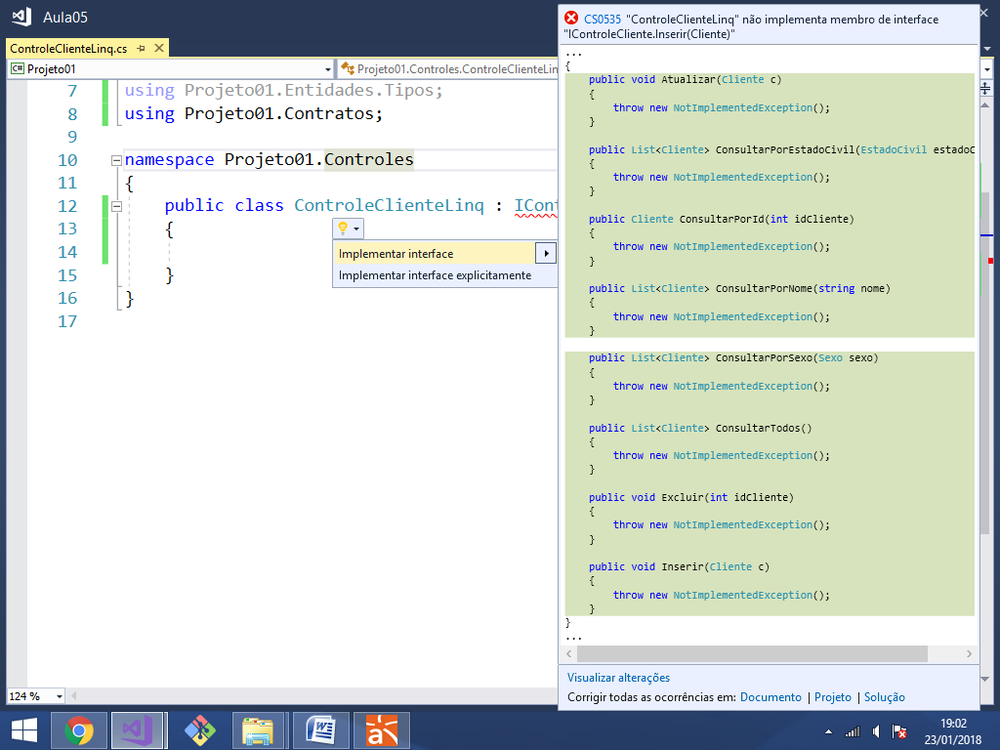 Aula05
ControleClienteLinq.cs
C# Projeto01
Projeto01.Controles.ControleClienteLin
7 using Projeto01.Entidades.Tipos;
8 using Projeto01.Contratos;
9
10 namespace Projeto01.Controles
11 {
12 public class ControleClienteLinq : ICont
13 {
14
15 }
16 }
17
Implementar interface
Implementar interface explicitamente
124 %
CS0535 "ControleClienteLinq" não implementa membro de interface
"IControleCliente.Inserir(Cliente)"
...
{
public void Atualizar(Cliente c)
{
throw new NotImplementedException();
}
public List<Cliente> ConsultarPorEstadoCivil(EstadoCivil estadoC
{
throw new NotImplementedException();
}
public Cliente ConsultarPorId(int idCliente)
{
throw new NotImplementedException();
}
public List<Cliente> ConsultarPorNome(string nome)
{
throw new NotImplementedException();
}
public List<Cliente> ConsultarPorSexo(Sexo sexo)
{
throw new NotImplementedException();
}
public List<Cliente> ConsultarTodos()
{
throw new NotImplementedException();
}
public void Excluir(int idCliente)
{
throw new NotImplementedException();
}
public void Inserir(Cliente c)
{
throw new NotImplementedException();
}
}
...
Visualizar alterações
Corrigir todas as ocorrências em: Documento | Projeto | Solução
19:02
23/01/2018